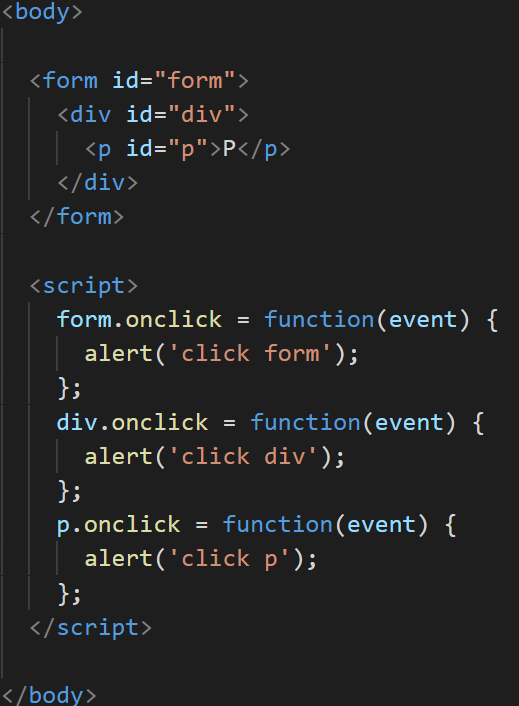 <body>
<form id="form">
<div id="div">
<p id="p">P</p>
</div>
</form>
<script>
form.onclick = function(event) {
alert('click form');
};
div.onclick = function(event) {
alert('click div');
};
p.onclick = function(event) {
alert('click p');
};
</script>
</body>